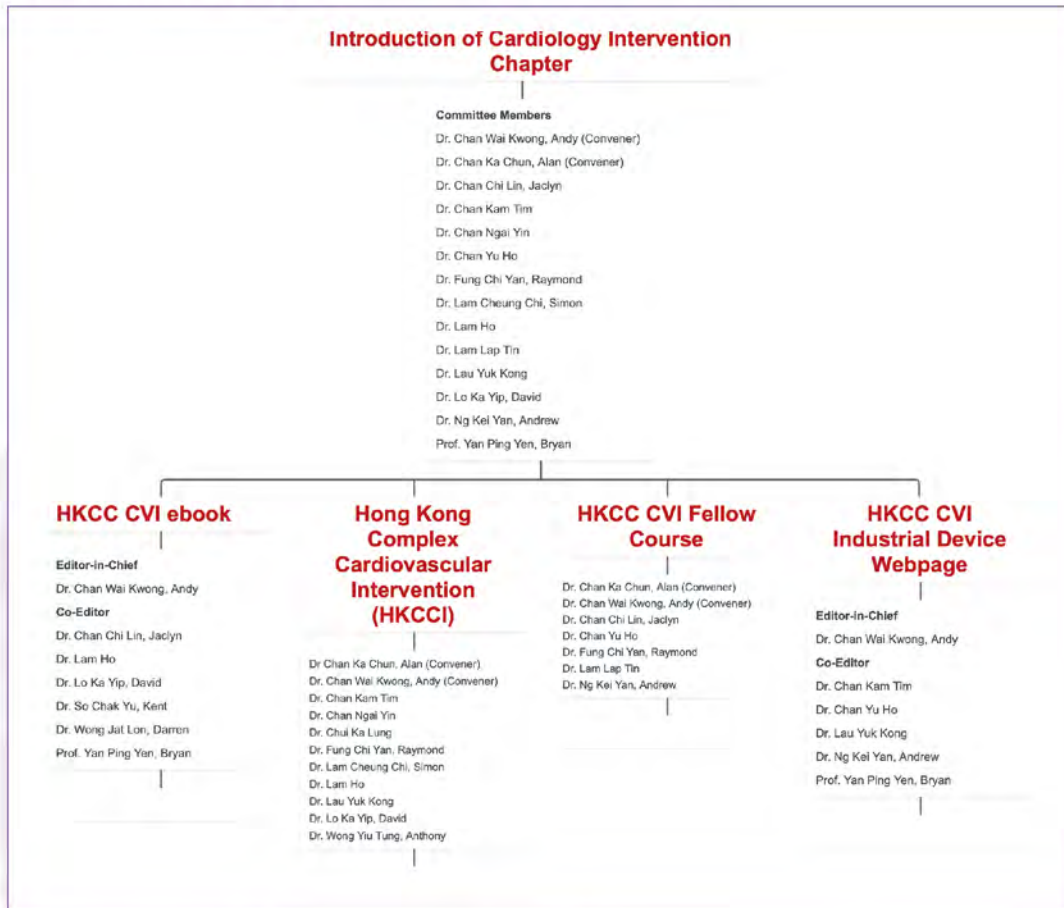 Introduction of Cardiology Intervention
Chapter
Committee Members
Dr. Chan Wai Kwong, Andy (Convener)
Dr. Chan Ka Chun, Alan (Convener)
Dr. Chan Chi Lin, Jaclyn
Dr. Chan Kam Tim
Dr. Chan Ngai Yin
Dr. Chan Yu Ho
Dr. Fung Chi Yan, Raymond
Dr. Lam Cheung Chi, Simon
Dr. Lam Ho
Dr. Lam Lap Tin
Dr. Lau Yuk Kong
Dr. Lo Ka Yip, David
Dr. Ng Kei Yan, Andrew
Prof. Yan Ping Yen, Bryan
HKCC CVI ebook
Editor-in-Chief
Dr. Chan Wai Kwong, Andy
Co-Editor
Dr. Chan Chi Lin, Jaclyn
Dr. Lam Ho
Dr. Lo Ka Yip, David
Dr. So Chak Yu, Kent
Dr. Wong Jat Lon, Darren
Prof. Yan Ping Yen, Bryan
Hong Kong
Complex
Cardiovascular
Intervention
(HKCCI)
Dr Chan Ka Chun, Alan (Convener)
Dr. Chan Wai Kwong, Andy (Convener)
Dr. Chan Kam Tim
Dr. Chan Ngai Yin
Dr. Chui Ka Lung
Dr. Fung Chi Yan, Raymond
Dr. Lam Cheung Chi, Simon
Dr. Lam Ho
Dr. Lau Yuk Kong
Dr. Lo Ka Yip, David
Dr. Wong Yiu Tung, Anthony
HKCC CVI Fellow
Course
Dr. Chan Ka Chun, Alan (Convener)
Dr. Chan Wai Kwong, Andy (Convener)
Dr. Chan Chi Lin, Jaclyn
Dr. Chan Yu Ho
Dr. Fung Chi Yan, Raymond
Dr. Lam Lap Tin
Dr. Ng Kei Yan, Andrew
HKCC CVI
Industrial Device
Webpage
Editor-in-Chief
Dr. Chan Wai Kwong, Andy
Co-Editor
Dr. Chan Kam Tim
Dr. Chan Yu Ho
Dr. Lau Yuk Kong
Dr. Ng Kei Yan, Andrew
Prof. Yan Ping Yen, Bryan